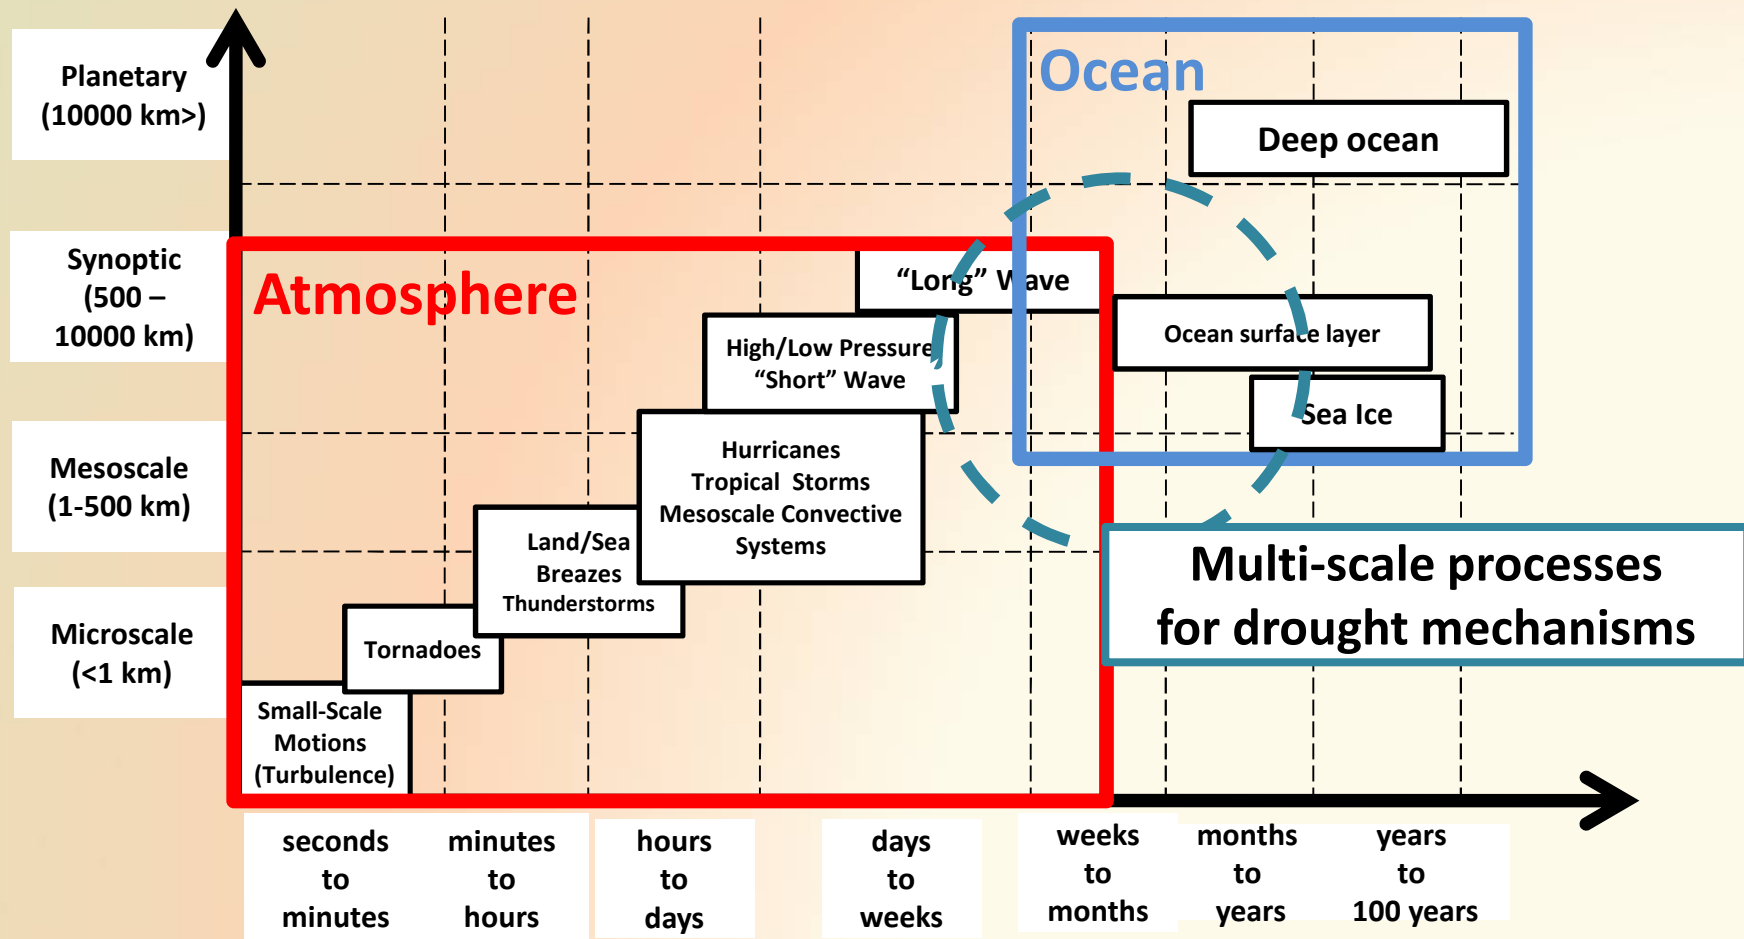 Planetary
(10000 km>)
Synoptic
(500 –
10000 km)
Mesoscale
(1-500 km)
Microscale
(<1 km)
Ocean
Deep ocean
Atmosphere
“Long” Wave
High/Low Pressure
“Short” Wave
Ocean surface layer
Sea Ice
Hurricanes
Tropical Storms
Mesoscale Convective
Systems
Land/Sea
Breazes
Thunderstorms
Tornadoes
Small-Scale
Motions
(Turbulence)
Multi-scale processes
for drought mechanisms
seconds
to
minutes
minutes
to
hours
hours
to
days
days
to
weeks
weeks
to
months
months
to
years
years
to
100 years